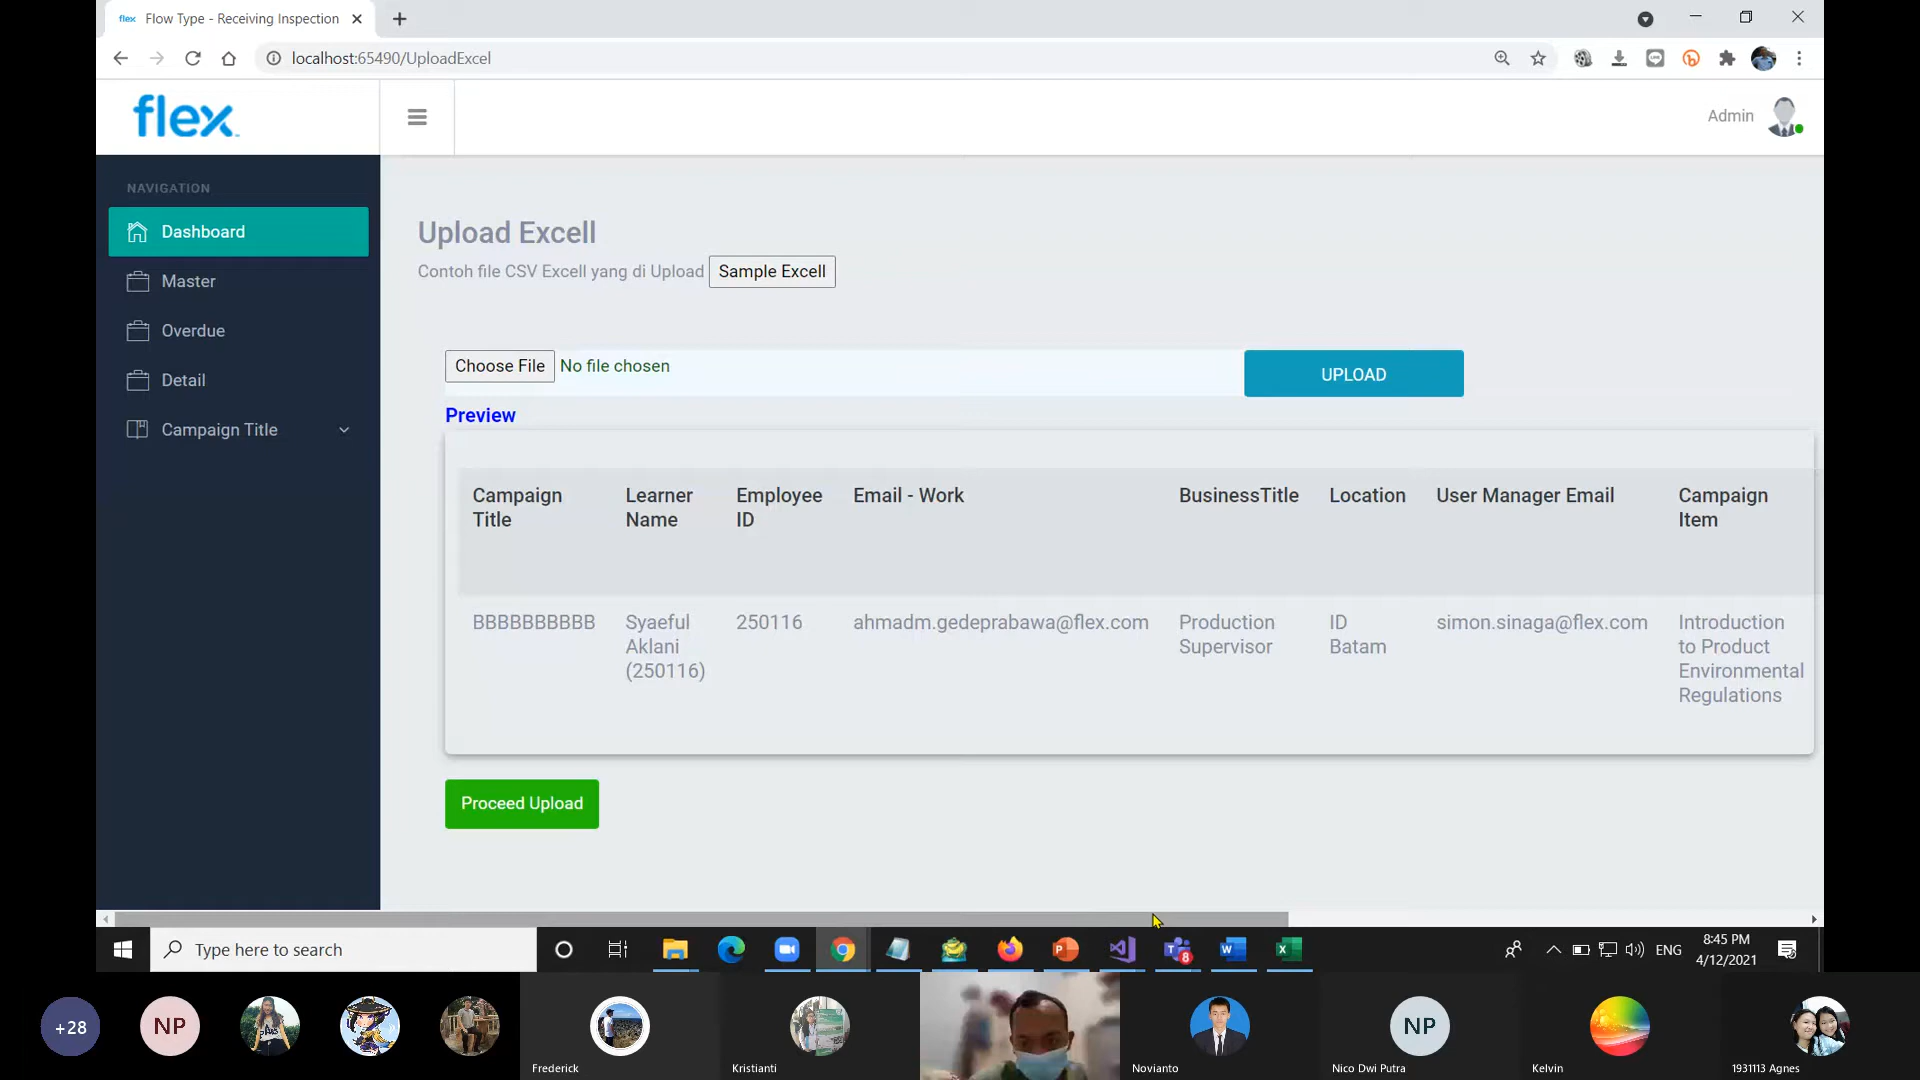 flex Flow Type - Receiving Inspection
localhost:65490/UploadExcel
flex.
Admin
NAVIGATION
Dashboard
Master
Overdue
Detail
Campaign Title
Upload Excell
Contoh file CSV Excell yang di Upload Sample Excell
Choose File No file chosen
UPLOAD
Preview
Campaign Learner Employee Email - Work BusinessTitle Location User Manager Email Campaign
Title Name ID Item
BBBBBBBBBB Syaeful 250116 ahmadm.gedeprabawa@flex.com Production ID simon.sinaga@flex.com Introduction
Aklani Supervisor Batam to Product
(250116) Environmental
Regulations
Proceed Upload
Type here to search
8
ENG
8:45 PM
4/12/2021
+28
NP
NP
Frederick
Kristianti
Novianto
Nico Dwi Putra
Kelvin
1931113 Agnes